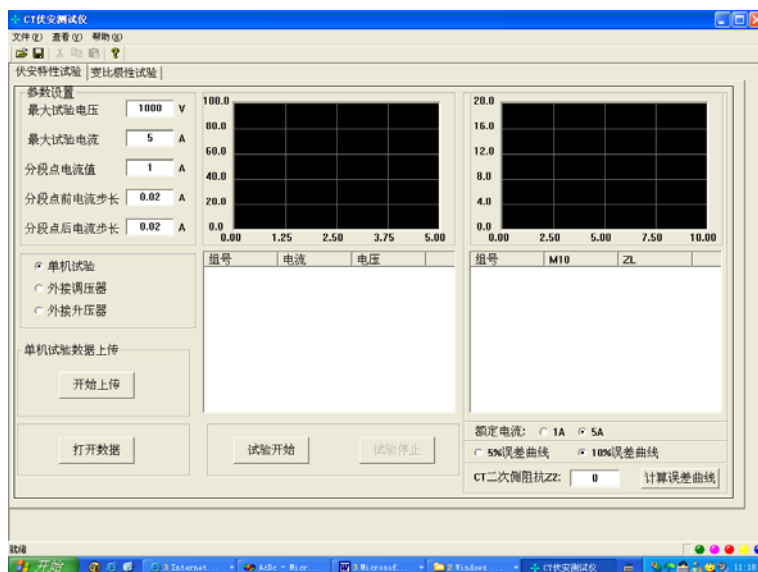 CT伏安测试仪
文件(F) 查看(V) 帮助(H)
伏安特性试验 变比极性试验
参数设置
最大试验电压 1000 V
最大试验电流 5 A
分段点电流值 1 A
分段点前电流步长 0.02 A
分段点后电流步长 0.02 A
单机试验
外接调压器
外接升压器
单机试验数据上传
开始上传
打开数据
100.0
80.0
60.0
40.0
20.0
0.0
0.00 1.25 2.50 3.75 5.00
组号 电流 电压
试验开始 试验停止
20.0
16.0
12.0
8.0
4.0
0.0
0.00 2.50 5.00 7.50 10.00
组号 M10 ZL
额定电流: 1A 5A
5%误差曲线 10%误差曲线
CT二次侧阻抗Z2: 0 计算误差曲线
就绪
开始 3 Internet... AcDc - Micr... 3 Microsof... 2 Windows ... CT伏安测试仪 11:18